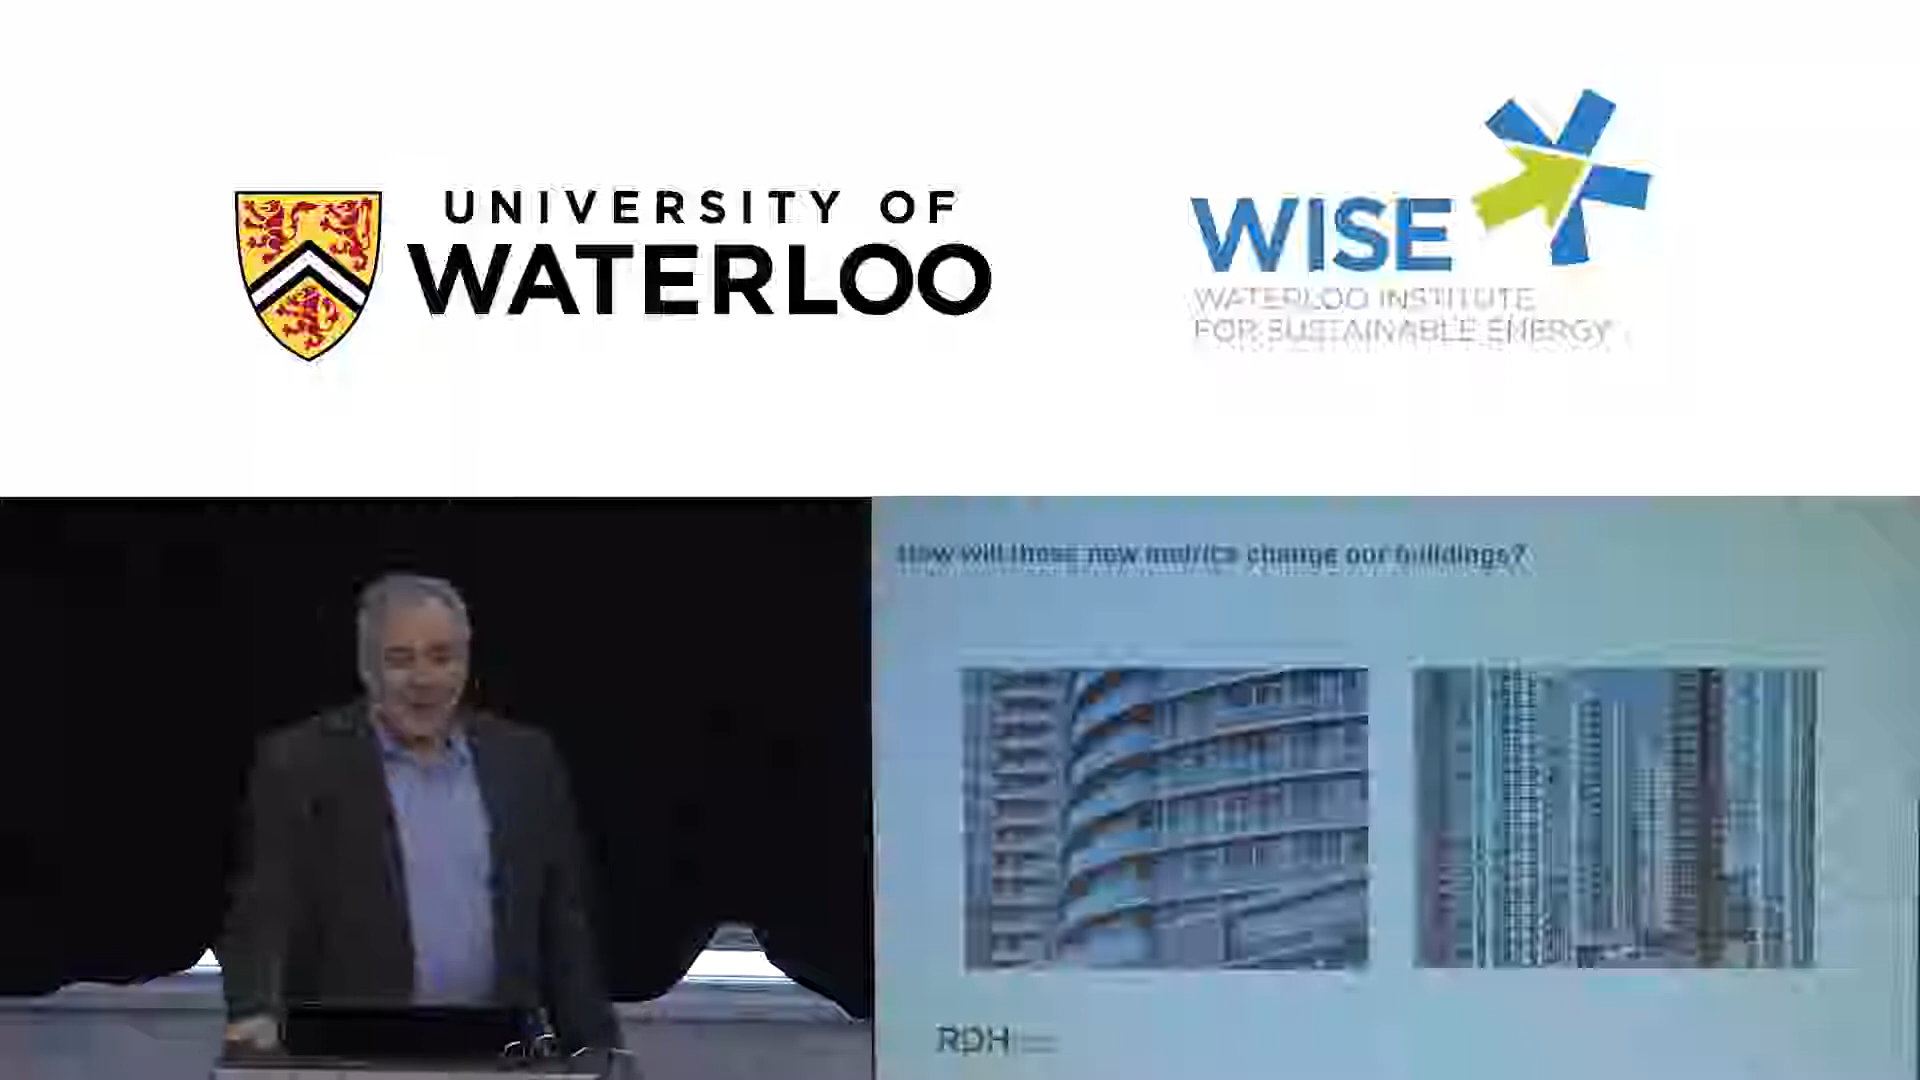 UNIVERSITY OF
WATERLOO
WISE
WATERLOO INSTITUTE
FOR SUSTAINABLE ENERGY
How will these new metrics change our buildings?
RDH